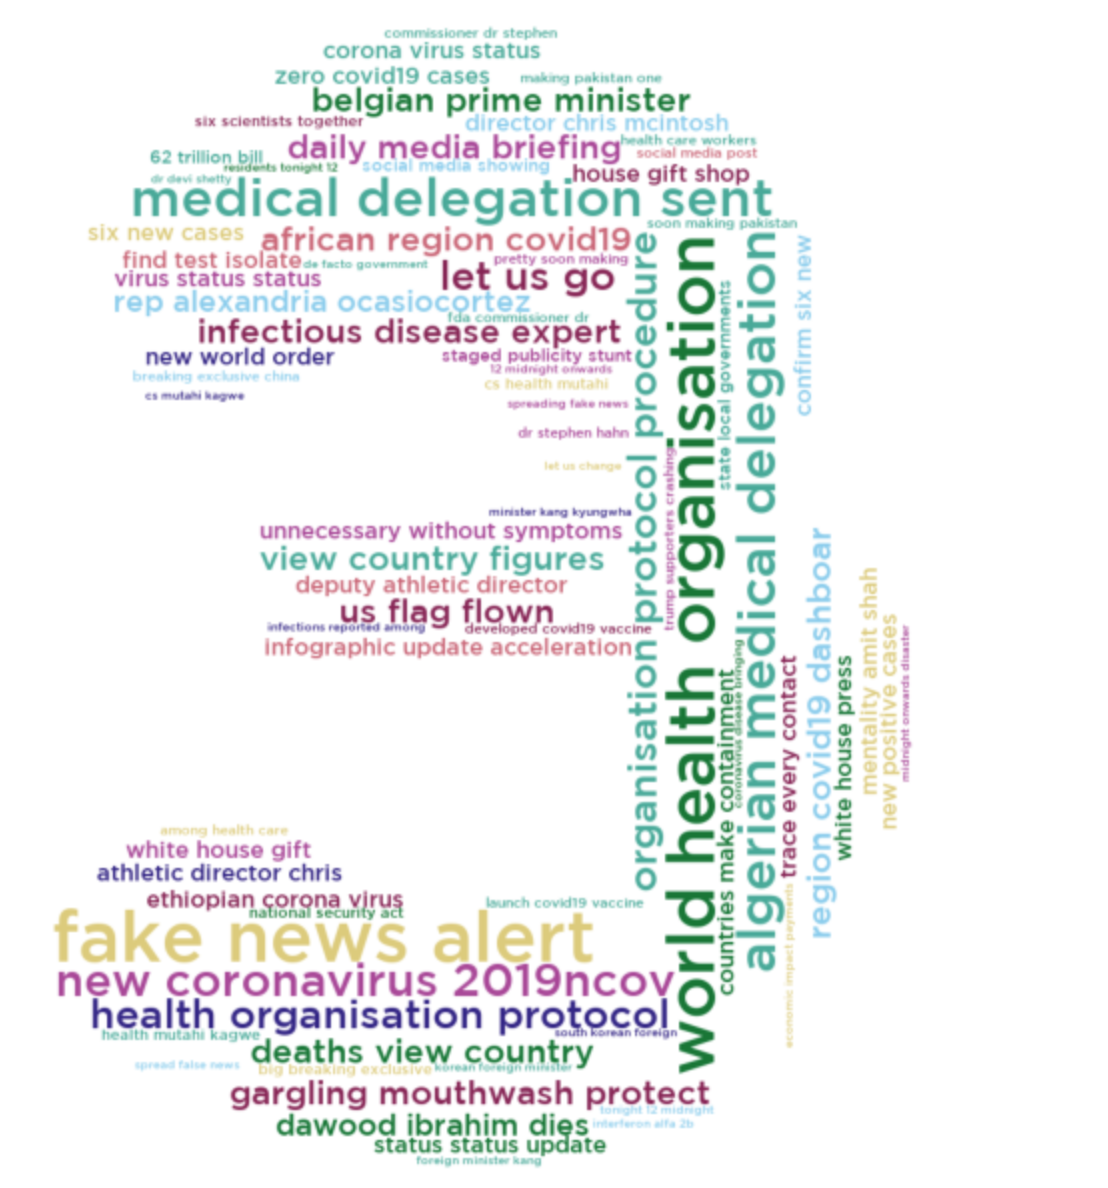 commissioner dr stephen
corona virus status
zero covid19 cases
making pakistan one
belgian prime minister
six scientists together
director chris mcintosh
daily media briefing
health care workers
62 trillion bill
social media post
residents tonight 12
social media showing
house gift shop
dr devi shetty
medical delegation sent
soon making pakistan
six new cases
african region covid19
find test isolate
de facto government
pretty soon making
virus status status
let us go
rep alexandria ocasiocortez
fda commissioner dr
infectious disease expert
new world order
staged publicity stunt
12 midnight onwards
breaking exclusive china
cs health mutahi
cs mutahi kagwe
spreading fake news
dr stephen hahn
let us change
minister kang kyungwha
unnecessary without symptoms
view country figures
deputy athletic director
us flag flown
infections reported among
developed covid19 vaccine
infographic update acceleration
organisation protocol procedure
trump supporters crashing
world health organisation
state local governments
countries make containment
coronavirus disease bringing
algerian medical delegation
confirm six new
trace every contact
economic impact payments
region covid19 dashboar
white house press
mentality amit shah
new positive cases
midnight onwards disaster
among health care
white house gift
athletic director chris
ethiopian corona virus
national security act
launch covid19 vaccine
fake news alert
new coronavirus 2019ncov
health organisation protocol
health mutahi kagwe
south korean foreign
deaths view country
spread false news
big breaking exclusive
korean foreign minister
gargling mouthwash protect
tonight 12 midnight
dawood ibrahim dies
interferon alfa 2b
status status update
foreign minister kang